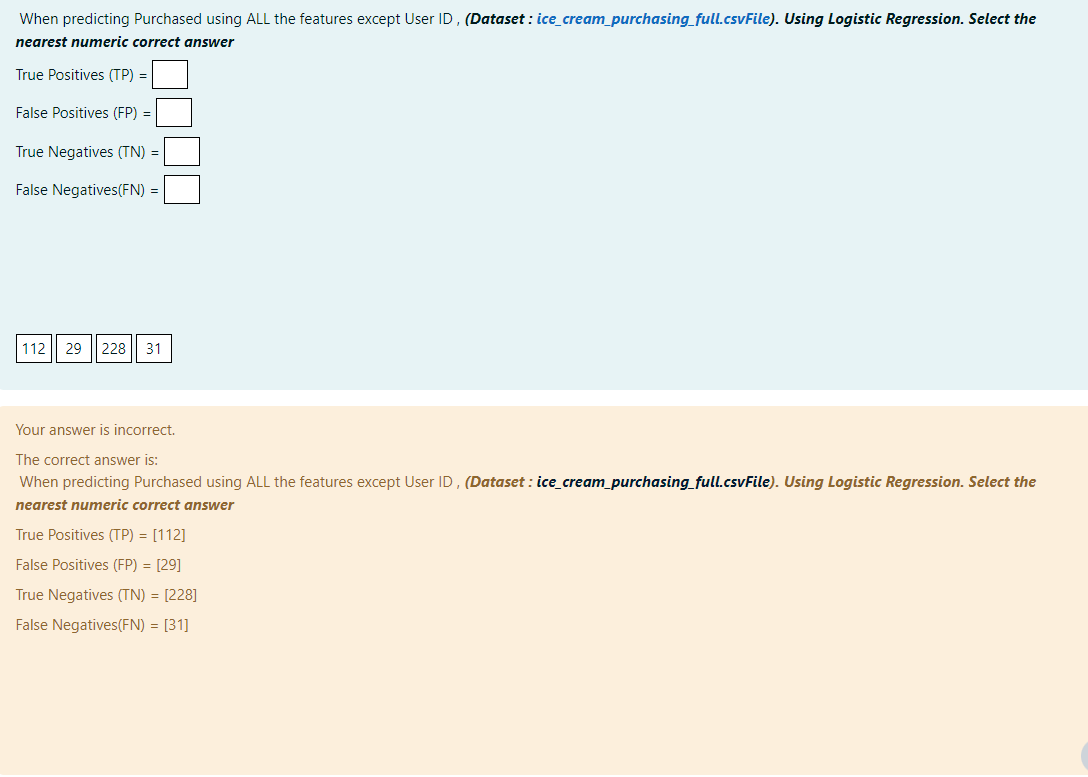 When predicting Purchased using ALL the features except User ID , (Dataset : ice_cream_purchasing_full.csvFile). Using Logistic Regression. Select the
nearest numeric correct answer
True Positives (TP) =
False Positives (FP) =
True Negatives (TN) =
False Negatives(FN) =
112 29 228 31
Your answer is incorrect.
The correct answer is:
When predicting Purchased using ALL the features except User ID , (Dataset : ice_cream_purchasing_full.csvFile). Using Logistic Regression. Select the
nearest numeric correct answer
True Positives (TP) = [112]
False Positives (FP) = [29]
True Negatives (TN) = [228]
False Negatives(FN) = [31]